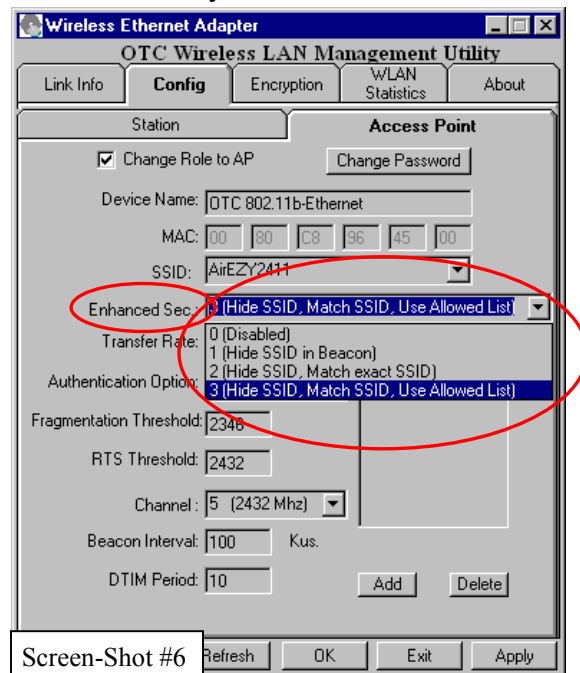 Wireless Ethernet Adapter
OTC Wireless LAN Management Utility
Link Info Config Encryption WLAN Statistics About
Station Access Point
Change Role to AP Change Password
Device Name: OTC 802.11b-Ethernet
MAC: 00 80 C8 96 45 00
SSID: AirEZY2411
Enhanced Sec.: (Hide SSID, Match SSID, Use Allowed List)
0 (Disabled)
Transfer Rate:
1 (Hide SSID in Beacon)
2 (Hide SSID, Match exact SSID)
Authentication Option:
3 (Hide SSID, Match SSID, Use Allowed List)
Fragmentation Threshold: 2346
RTS Threshold: 2432
Channel : 5 (2432 Mhz)
Beacon Interval: 100 Kus.
DTIM Period: 10 Add Delete
Screen-Shot #6 Refresh OK Exit Apply